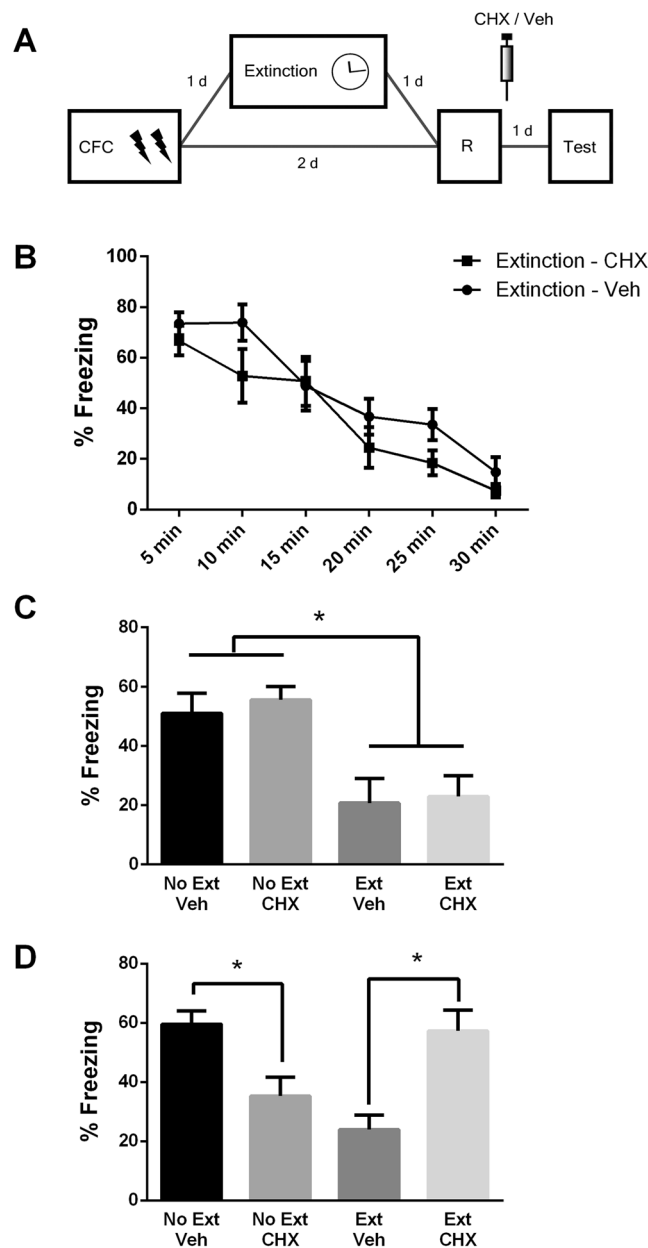 A
CHX / Veh
Extinction
1 d
1 d
CFC
R
1 d
Test
2 d
B
% Freezing
100
80
60
40
20
0
Extinction - CHX
Extinction - Veh
5 min
10 min
15 min
20 min
25 min
30 min
C
% Freezing
80
60
40
20
0
*
No Ext
Veh
No Ext
CHX
Ext
Veh
Ext
CHX
D
% Freezing
80
60
40
20
0
*
*
No Ext
Veh
No Ext
CHX
Ext
Veh
Ext
CHX